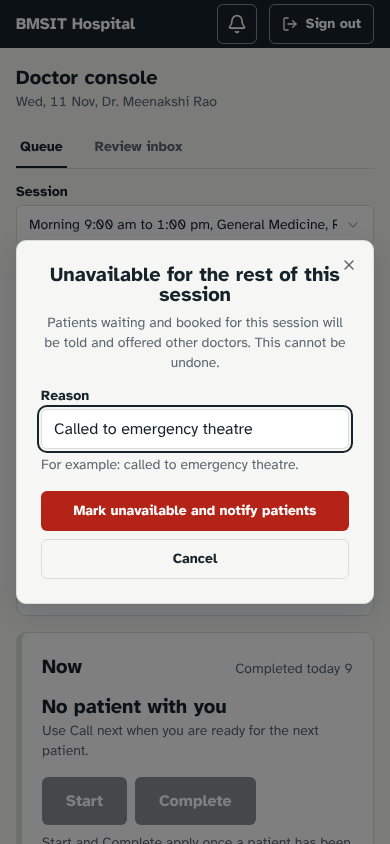 BMSIT Hospital
Sign out
Doctor console
Wed, 11 Nov, Dr. Meenakshi Rao
Queue
Review inbox
Session
Morning 9:00 am to 1:00 pm, General Medicine,
Unavailable for the rest of this
session
Patients waiting and booked for this session will
be told and offered other doctors. This cannot be
undone.
Reason
Called to emergency theatre
For example: called to emergency theatre.
Mark unavailable and notify patients
Cancel
Now
Completed today 9
No patient with you
Use Call next when you are ready for the next
patient.
Start
Complete
Start and Complete apply once a patient has been